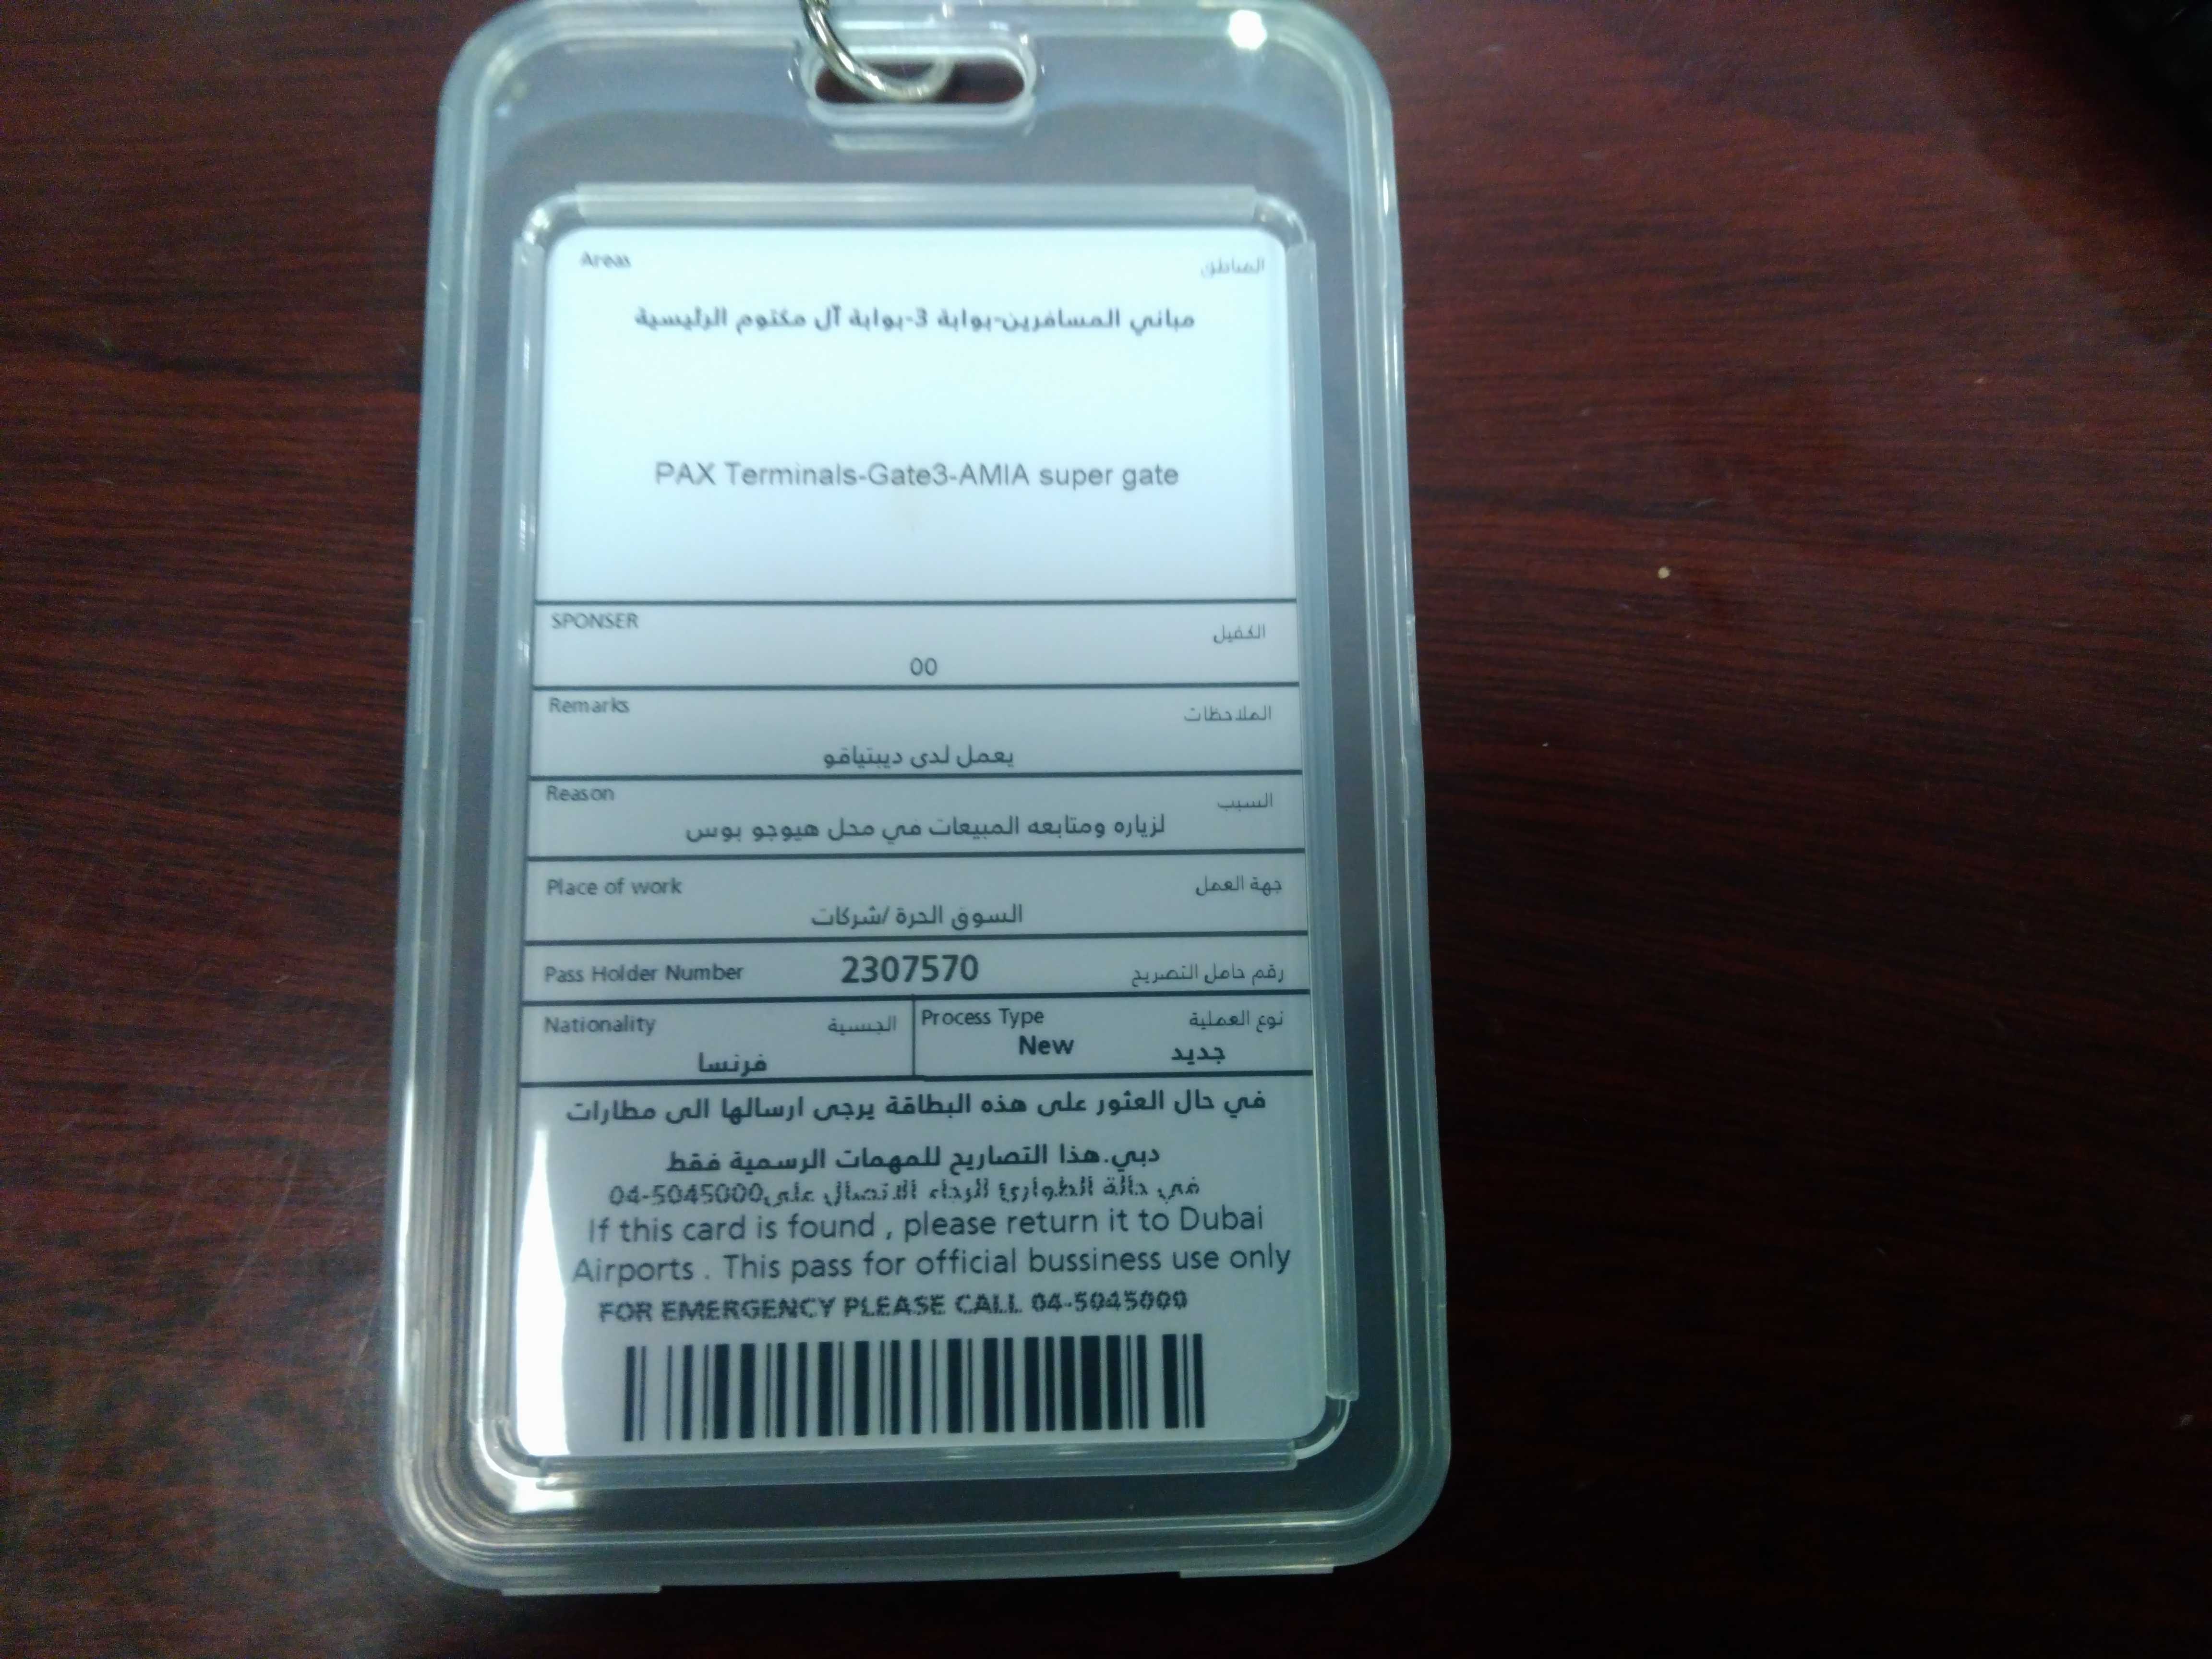 Areas المناطق
مباني المسافرين-بوابة 3-بوابة آل مكتوم الرئيسية
PAX Terminals-Gate3-AMIA super gate
SPONSER الكفيل
00
Remarks الملاحظات
يعمل لدى ديبتياقو
Reason السبب
لزياره ومتابعه المبيعات في محل هيوجو بوس
Place of work جهة العمل
السوق الحرة /شركات
Pass Holder Number 2307570 رقم حامل التصريح
Nationality الجسية Process Type نوع العملية
فرنسا New جديد
في حال العثور على هذه البطاقة يرجى ارسالها الى مطارات
دبي.هذا التصاريح للمهمات الرسمية فقط
في حالة الطوارئ الرجاء الاتصال على04-5045000
If this card is found , please return it to Dubai
Airports . This pass for official bussiness use only
FOR EMERGENCY PLEASE CALL 04-5045000